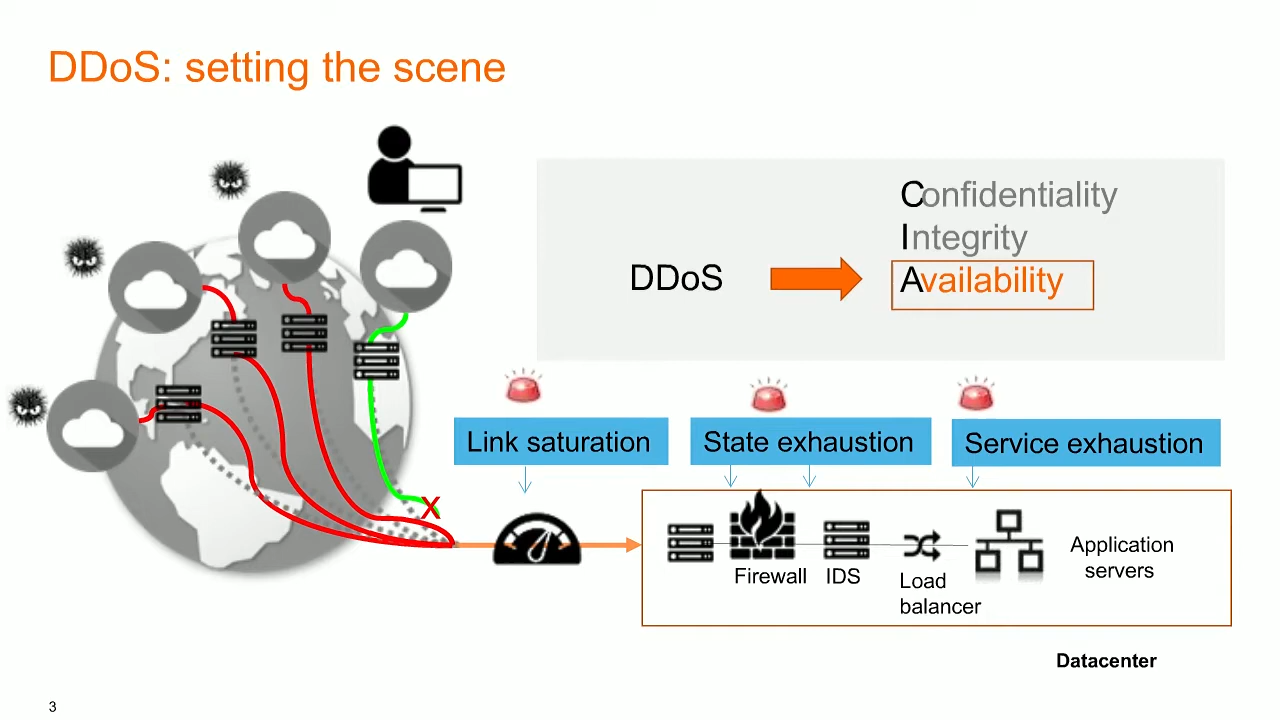 DDoS: setting the scene
Confidentiality
Integrity
DDoS
Availability
Link saturation
State exhaustion
Service exhaustion
X
Firewall
IDS
Load
balancer
Application
servers
Datacenter
3